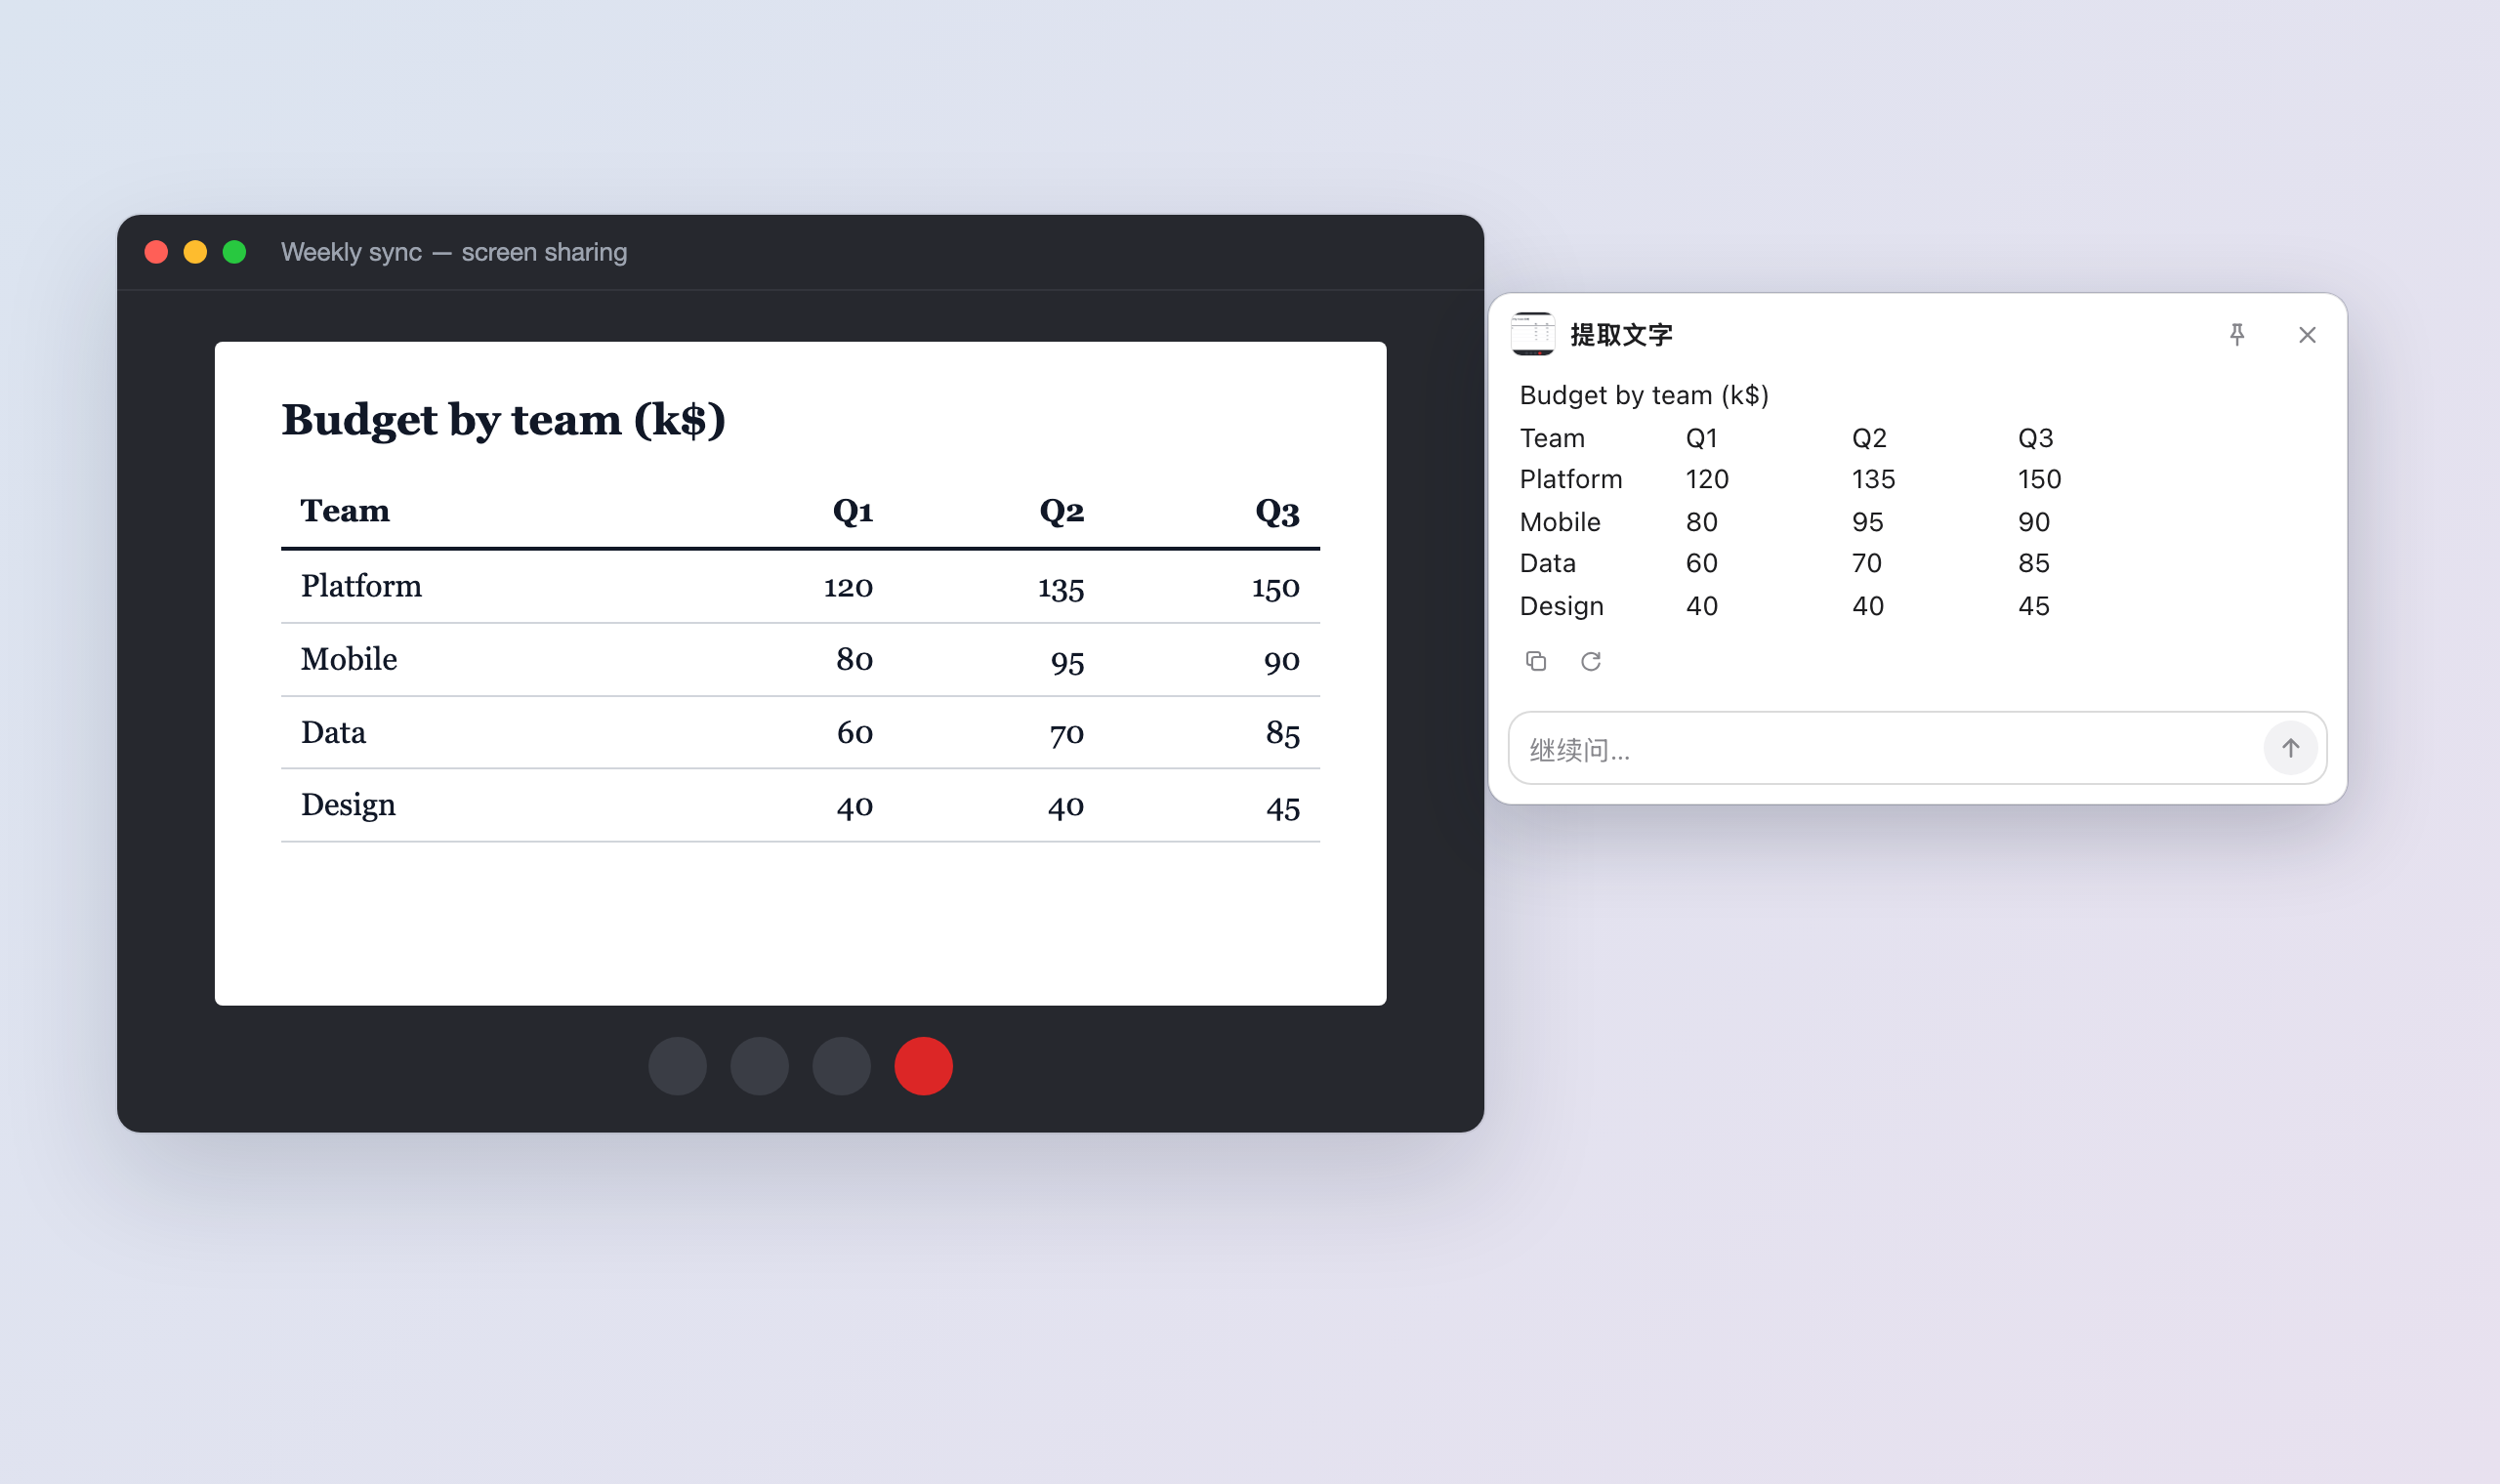 Weekly sync — screen sharing
Budget by team (k$)
Team Q1 Q2 Q3
Platform 120 135 150
Mobile 80 95 90
Data 60 70 85
Design 40 40 45
提取文字
Budget by team (k$)
Team Q1 Q2 Q3
Platform 120 135 150
Mobile 80 95 90
Data 60 70 85
Design 40 40 45
继续问...